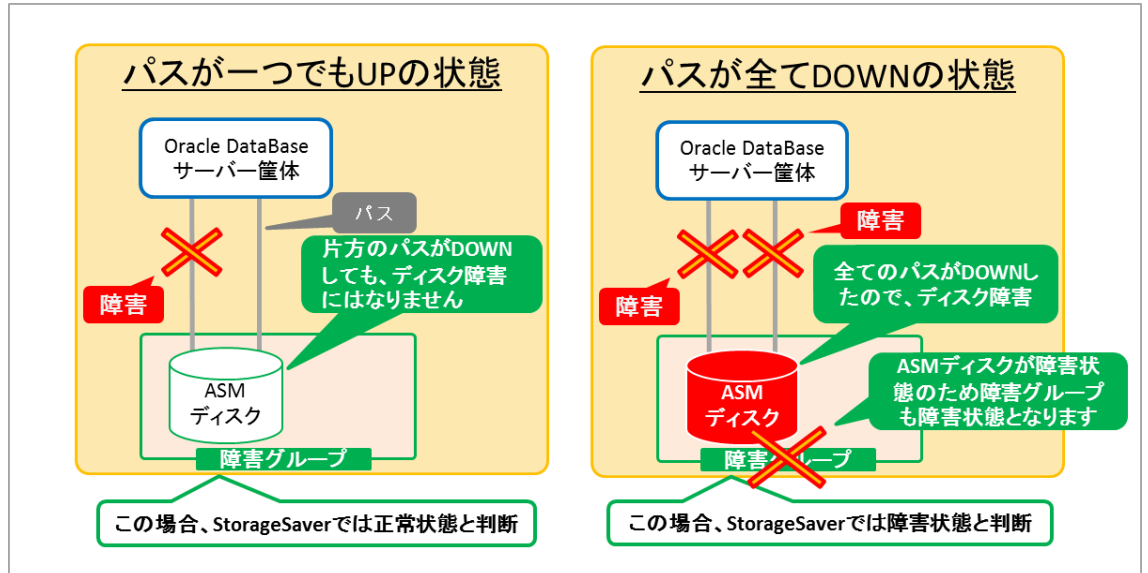 パスが一つでもUPの状態
Oracle DataBase
サーバー筐体
パス
片方のパスがDOWN
しても、ディスク障害
にはなりません
障害
ASM
ディスク
障害グループ
この場合、StorageSaverでは正常状態と判断
パスが全てDOWNの状態
Oracle DataBase
サーバー筐体
障害
全てのパスがDOWNし
たので、ディスク障害
障害
ASMディスクが障害状
態のため障害グループ
も障害状態となります
ASM
ディスク
障害グループ
この場合、StorageSaverでは障害状態と判断